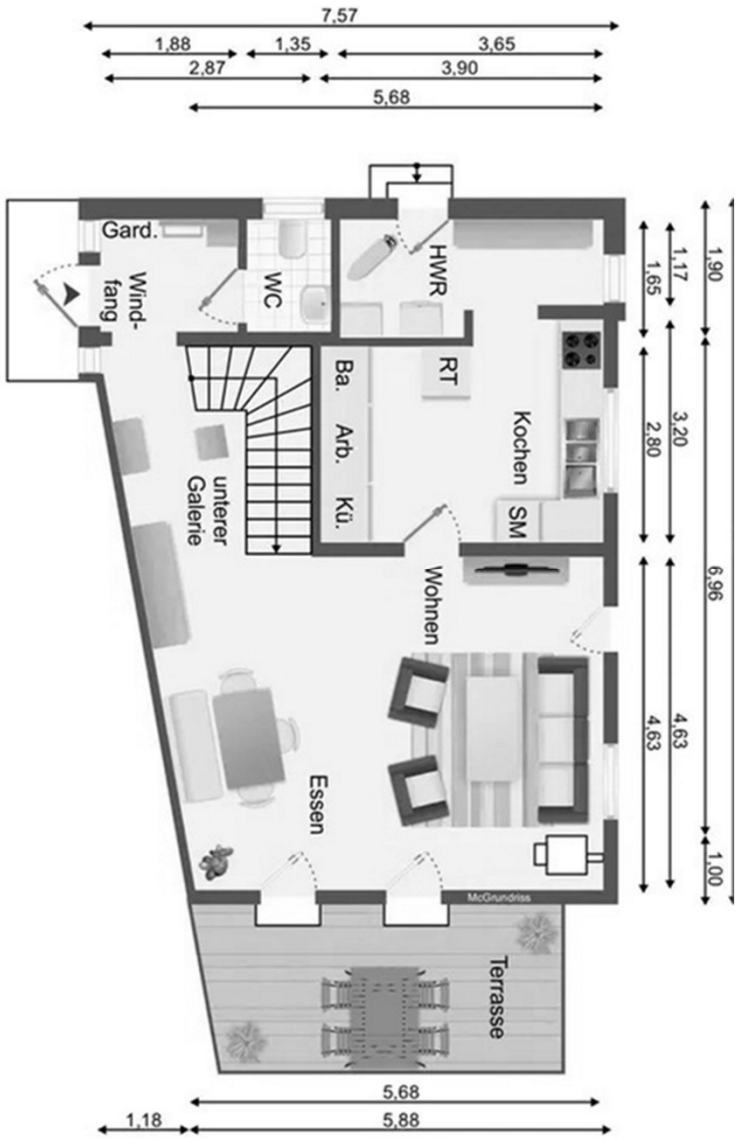 7,57
1,88 1,35 3,65
2,87 3,90
5,68
Gard.
Wind-
fang
WC
HWR
1,65
1,17
1,90
Ba.
Arb.
Kü.
RT
Kochen
SM
2,80
3,20
6,96
unterer
Galerie
Wohnen
Essen
4,63
4,63
1,00
McGrundriss
Terrasse
5,68
1,18 5,88